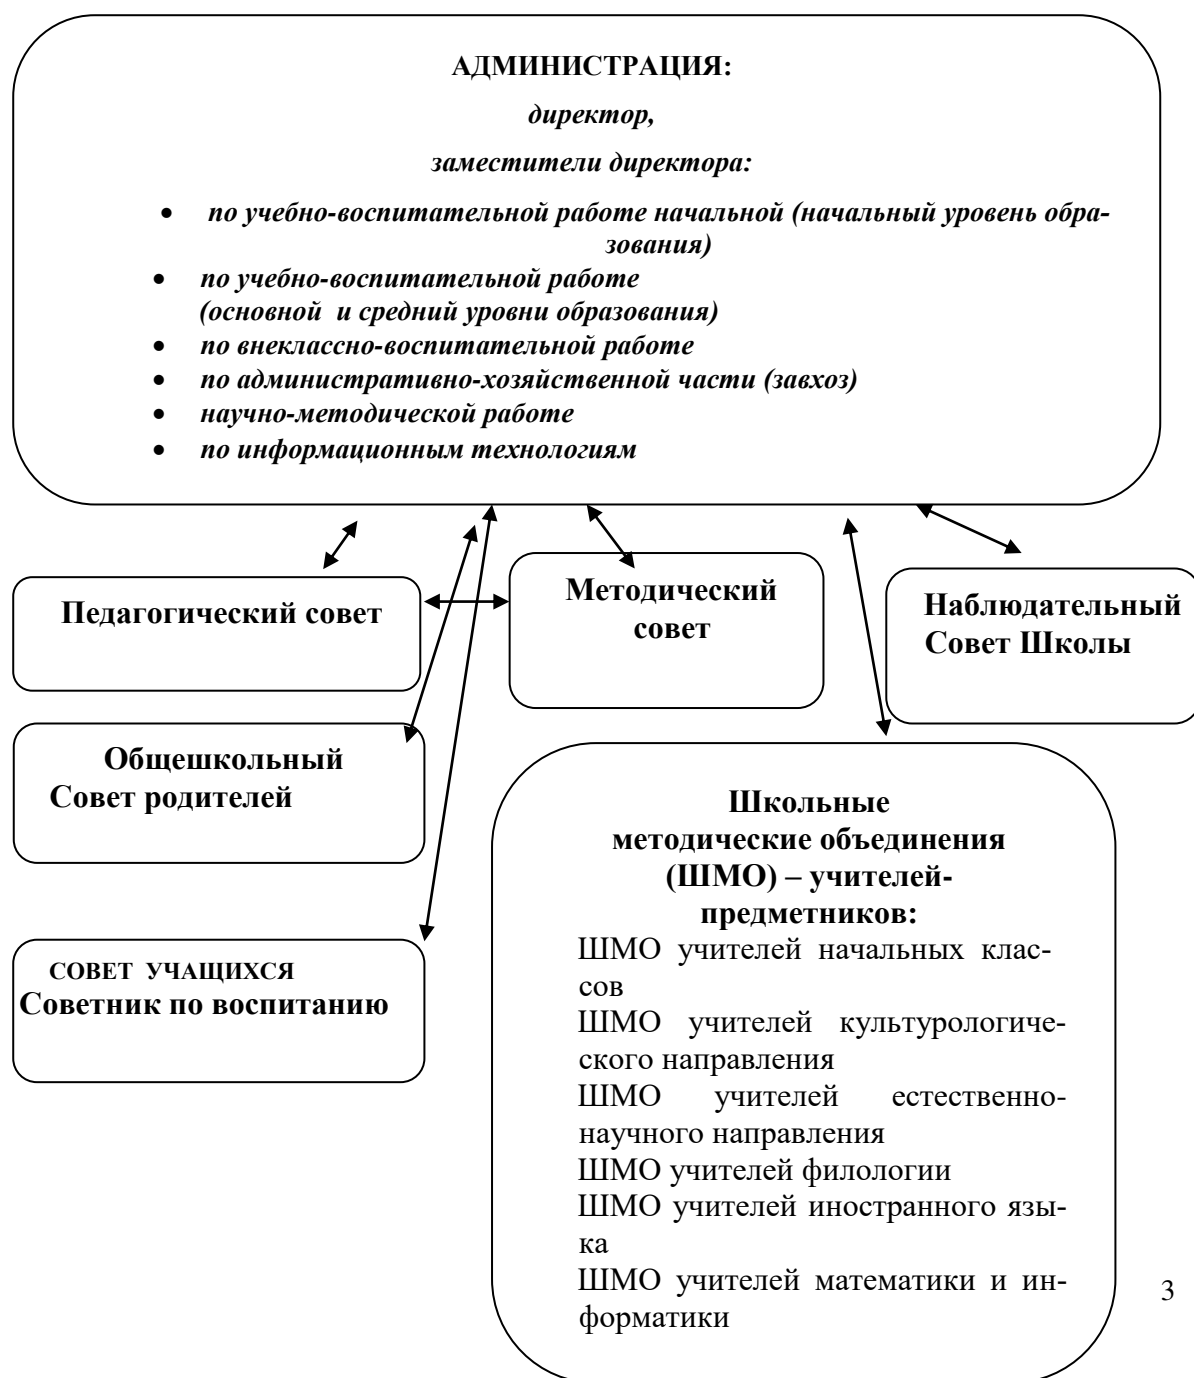 АДМИНИСТРАЦИЯ:
директор,
заместители директора:
• по учебно-воспитательной работе начальной (начальный уровень обра-
зования)
• по учебно-воспитательной работе
(основной и средний уровни образования)
• по внеклассно-воспитательной работе
• по административно-хозяйственной части (завхоз)
• научно-методической работе
• по информационным технологиям
Педагогический совет
Методический
совет
Наблюдательный
Совет Школы
Общешкольный
Совет родителей
СОВЕТ УЧАЩИХСЯ
Советник по воспитанию
Школьные
методические объединения
(ШМО) – учителей-
предметников:
ШМО учителей начальных клас-
сов
ШМО учителей культурологиче-
ского направления
ШМО учителей естественно-
научного направления
ШМО учителей филологии
ШМО учителей иностранного язы-
ка
ШМО учителей математики и ин-
форматики
3